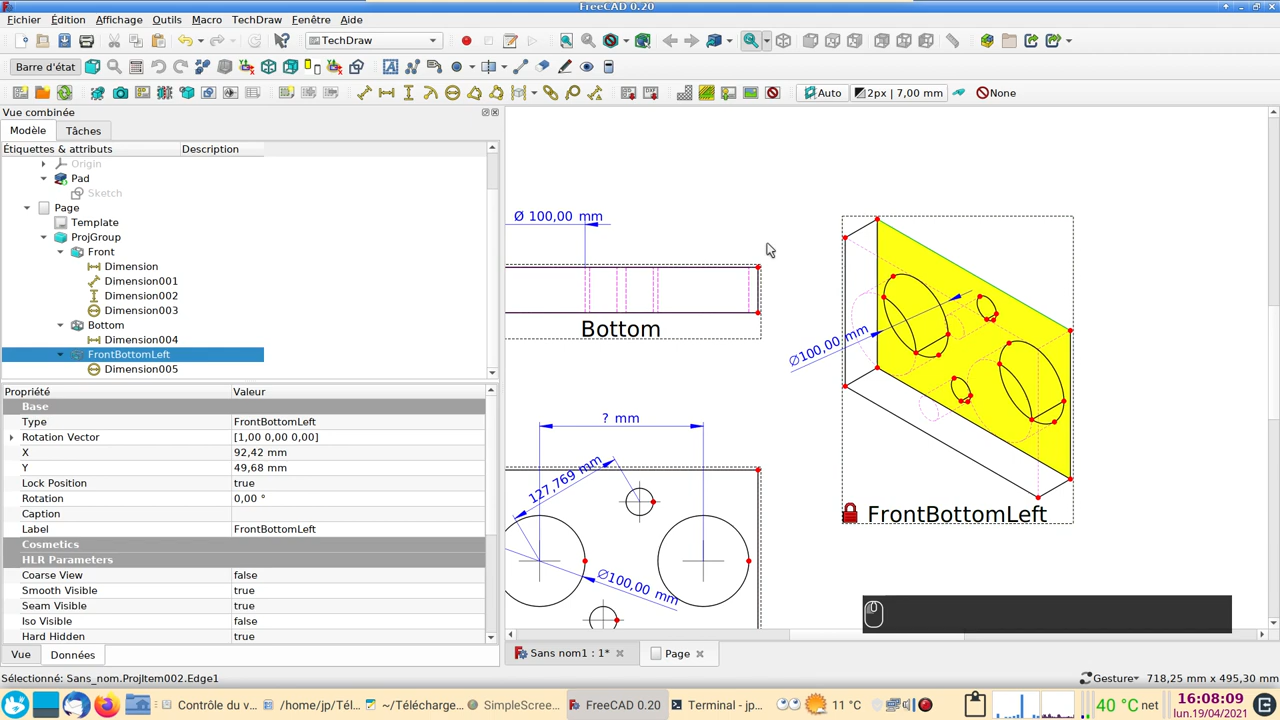 FreeCAD 0.20
Fichier Édition Affichage Outils Macro TechDraw Fenêtre Aide
TechDraw
Barre d'état
Auto 2px | 7,00 mm None
Vue combinée
Modèle Tâches
Étiquettes & attributs Description
Origin
Pad
Sketch
Page
Template
ProjGroup
Front
Dimension
Dimension001
Dimension002
Dimension003
Bottom
Dimension004
FrontBottomLeft
Dimension005
Propriété Valeur
Base
Type FrontBottomLeft
Rotation Vector [1,00 0,00 0,00]
X 92,42 mm
Y 49,68 mm
Lock Position true
Rotation 0,00 °
Caption
Label FrontBottomLeft
Cosmetics
HLR Parameters
Coarse View false
Smooth Visible true
Seam Visible true
Iso Visible false
Hard Hidden true
Vue Données
Ø 100,00 mm
Bottom
? mm
127,769 mm
∅100,00 mm
∅100,00 mm
FrontBottomLeft
Sans nom1 : 1* Page
Sélectionné: Sans_nom.ProjItem002.Edge1
Gesture 718,25 mm x 495,30 mm
Contrôle du v... /home/jp/Tél... ~/Télécharge... SimpleScree... FreeCAD 0.20 Terminal - jp... 11 °C 40 °C net 16:08:09
lun.19/04/2021